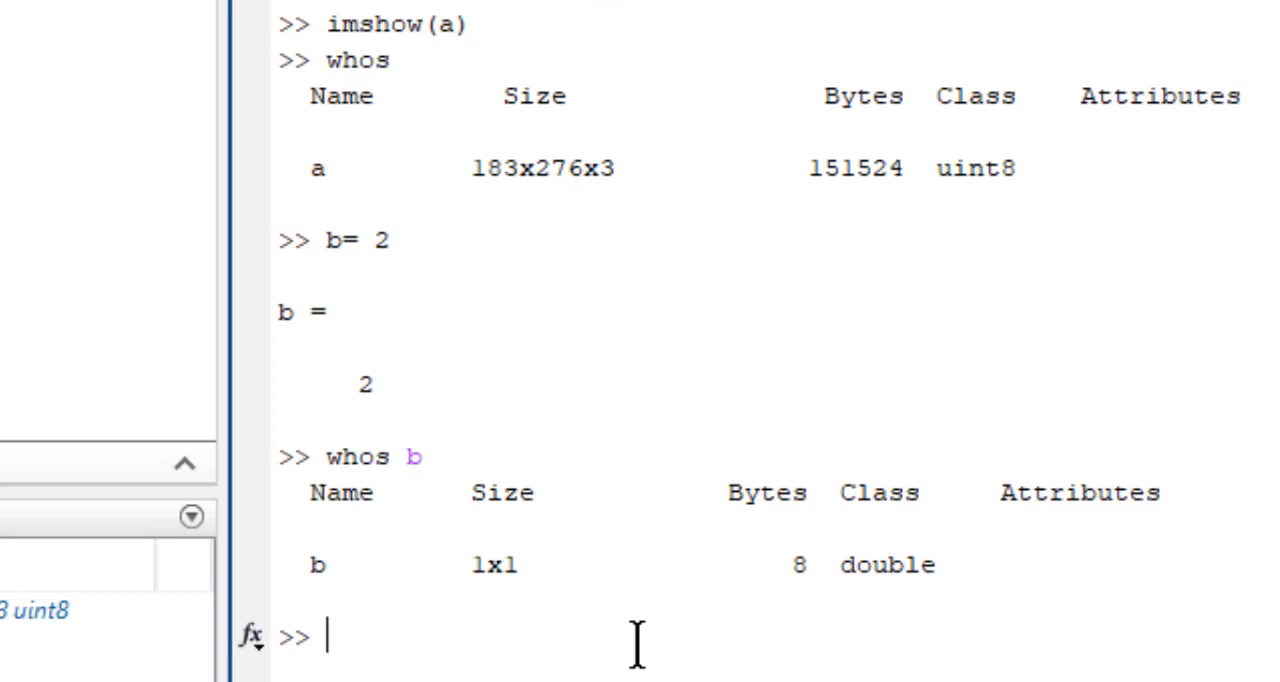 >> imshow(a)
>> whos
Name Size Bytes Class Attributes
a 183x276x3 151524 uint8
>> b= 2
b =
2
>> whos b
Name Size Bytes Class Attributes
b 1x1 8 double
3 uint8
fx >>